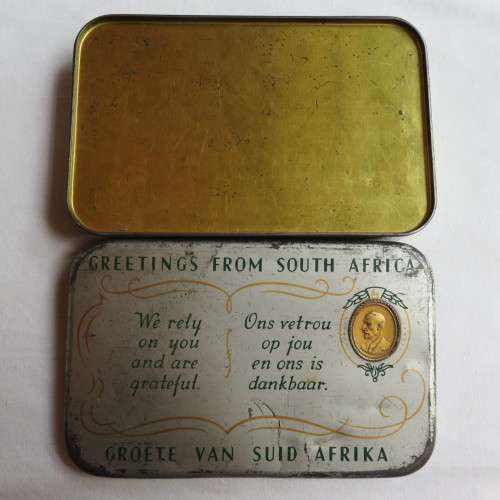 GREETINGS FROM SOUTH AFRICA
We rely
on you
and are
grateful.
Ons vetrou
op jou
en ons is
dankbaar.
GROETE VAN SUID AFRIKA